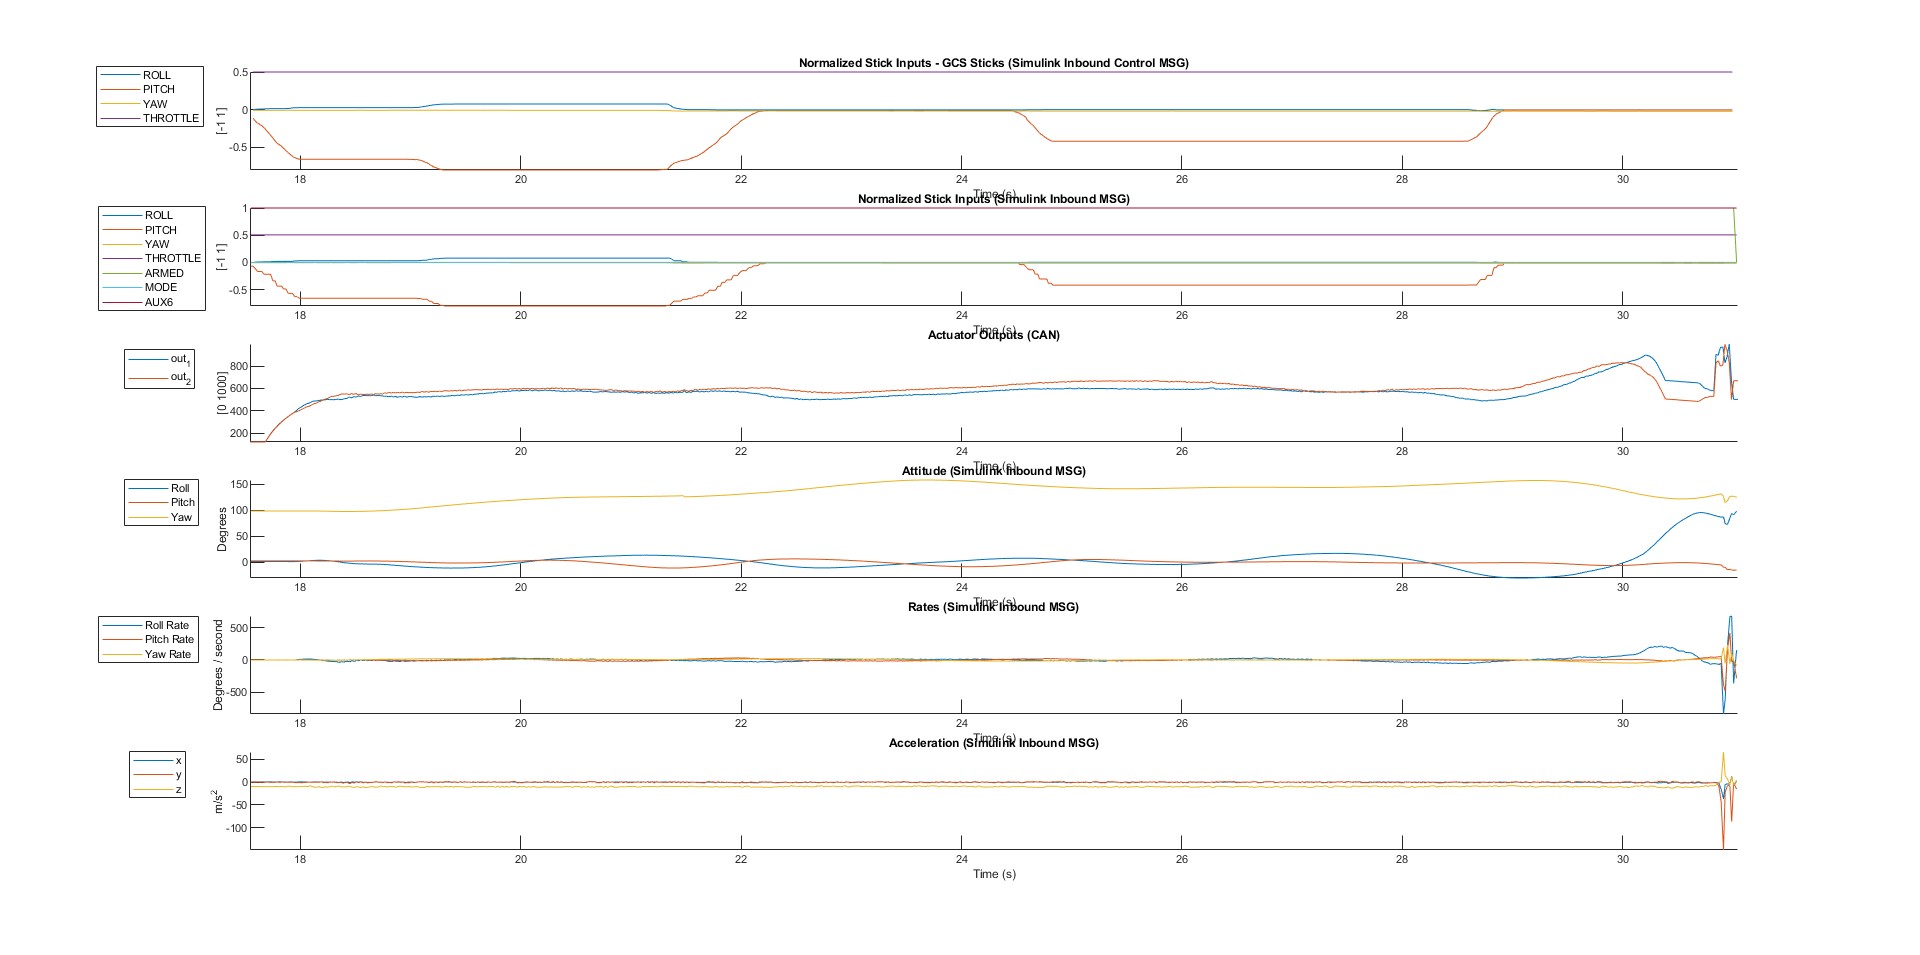 Normalized Stick Inputs - GCS Sticks (Simulink Inbound Control MSG)
ROLL
PITCH
YAW
THROTTLE
[-1 1]
0.5
0
-0.5
18 20 22 24 26 28 30
Time (s)
Normalized Stick Inputs (Simulink Inbound MSG)
ROLL
PITCH
YAW
THROTTLE
ARMED
MODE
AUX6
[-1 1]
1
0.5
0
-0.5
18 20 22 24 26 28 30
Time (s)
Actuator Outputs (CAN)
out1
out2
[0 1000]
800
600
400
200
18 20 22 24 26 28 30
Time (s)
Attitude (Simulink Inbound MSG)
Roll
Pitch
Yaw
Degrees
150
100
50
0
18 20 22 24 26 28 30
Time (s)
Rates (Simulink Inbound MSG)
Roll Rate
Pitch Rate
Yaw Rate
Degrees / second
500
0
-500
18 20 22 24 26 28 30
Time (s)
Acceleration (Simulink Inbound MSG)
x
y
z
m/s2
50
0
-50
-100
18 20 22 24 26 28 30
Time (s)